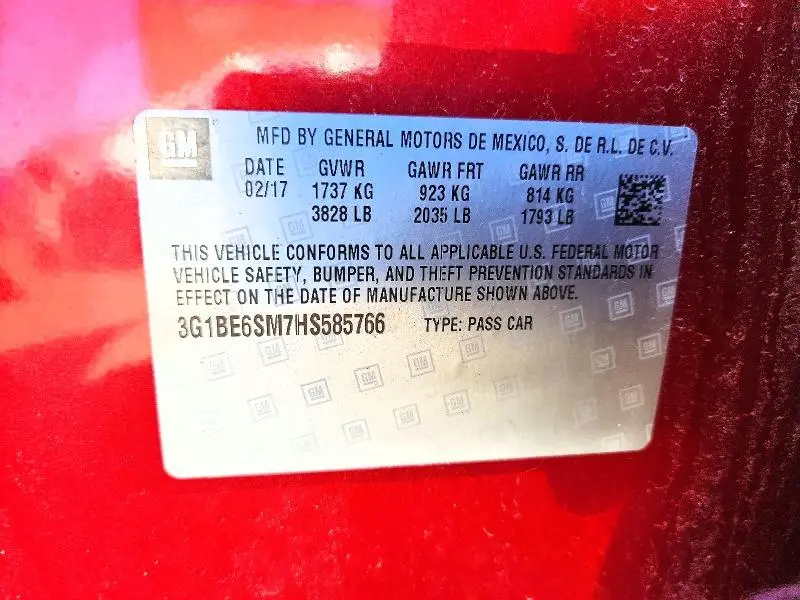 GM
MFD BY GENERAL MOTORS DE MEXICO, S. DE R.L. DE C.V.
DATE GVWR GAWR FRT GAWR RR
02/17 1737 KG 923 KG 814 KG
3828 LB 2035 LB 1793 LB
THIS VEHICLE CONFORMS TO ALL APPLICABLE U.S. FEDERAL MOTOR
VEHICLE SAFETY, BUMPER, AND THEFT PREVENTION STANDARDS IN
EFFECT ON THE DATE OF MANUFACTURE SHOWN ABOVE.
3G1BE6SM7HS585766 TYPE: PASS CAR